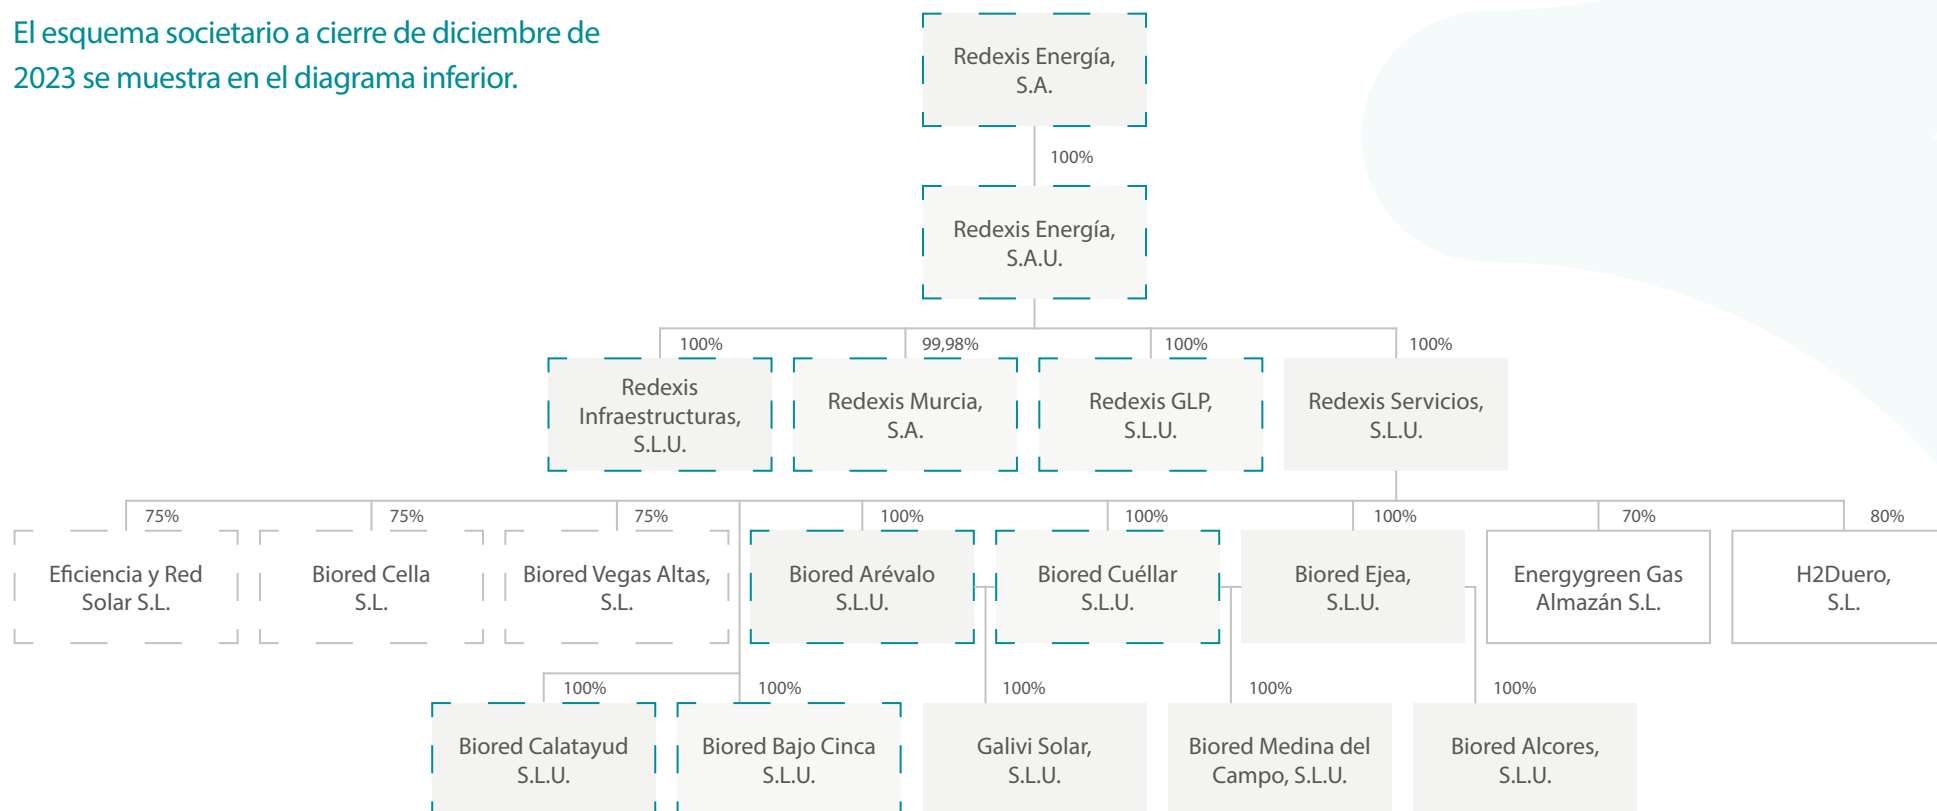 El esquema societario a cierre de diciembre de
2023 se muestra en el diagrama inferior.
Redexis Energía,
S.A.
100%
Redexis Energía,
S.A.U.
100%
99,98%
100%
100%
Redexis
Infraestructuras,
S.L.U.
Redexis Murcia,
S.A.
Redexis GLP,
S.L.U.
Redexis Servicios,
S.L.U.
75%
75%
75%
100%
100%
100%
70%
80%
Eficiencia y Red
Solar S.L.
Biored Cella
S.L.
Biored Vegas Altas,
S.L.
Biored Arévalo
S.L.U.
Biored Cuéllar
S.L.U.
Biored Ejea,
S.L.U.
Energygreen Gas
Almazán S.L.
H2Duero,
S.L.
100%
100%
100%
100%
100%
Biored Calatayud
S.L.U.
Biored Bajo Cinca
S.L.U.
Galivi Solar,
S.L.U.
Biored Medina del
Campo, S.L.U.
Biored Alcores,
S.L.U.